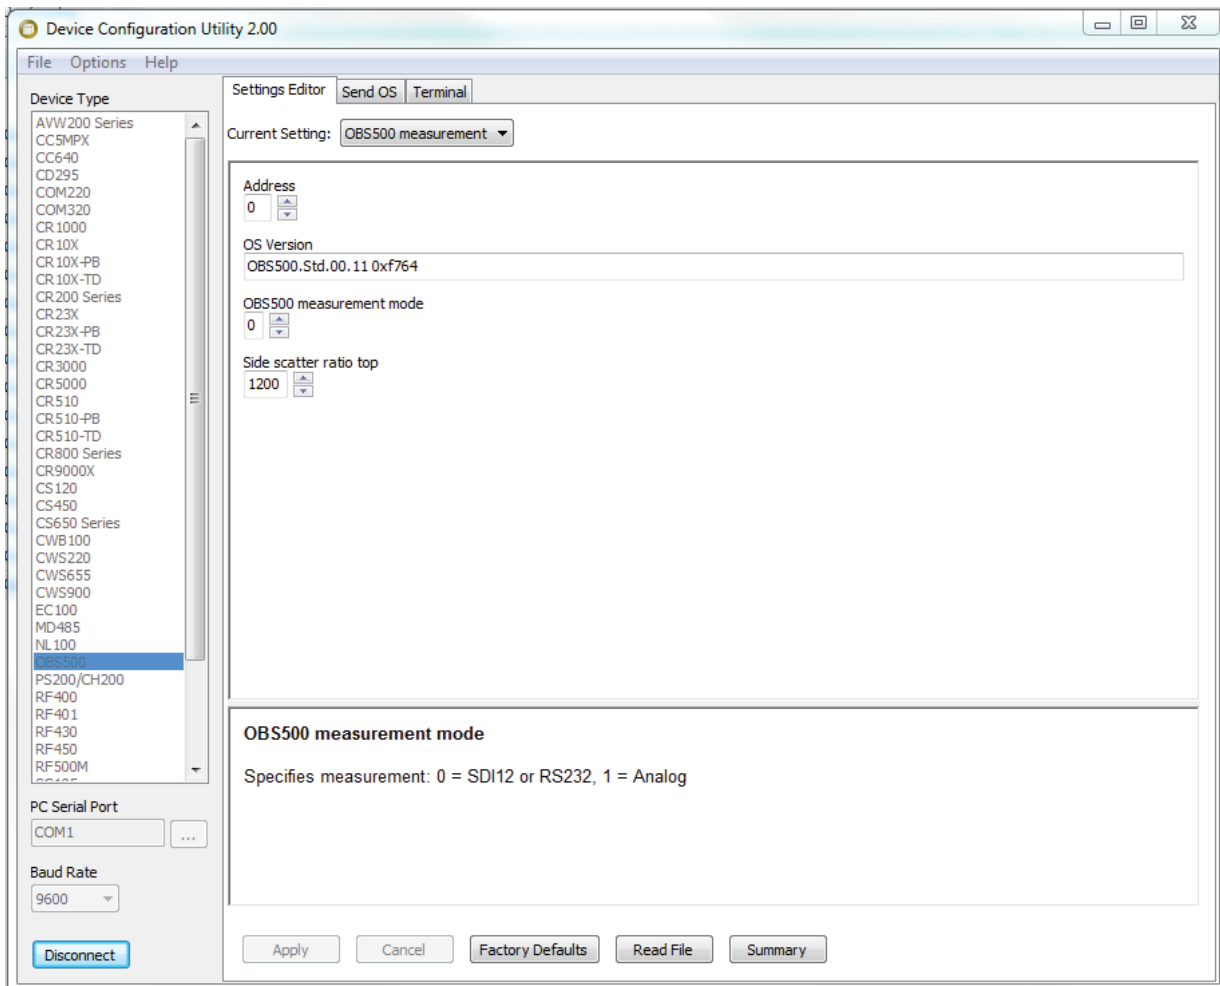 Device Configuration Utility 2.00
File Options Help
Device Type
AVW200 Series
CC5MPX
CC640
CD295
COM220
COM320
CR1000
CR10X
CR10X-PB
CR10X-TD
CR200 Series
CR23X
CR23X-PB
CR23X-TD
CR3000
CR5000
CR510
CR510-PB
CR510-TD
CR800 Series
CR9000X
CS120
CS450
CS650 Series
CWB100
CWS220
CWS655
CWS900
EC100
MD485
NL100
OBS500
PS200/CH200
RF400
RF401
RF430
RF450
RF500M
PC Serial Port
COM1
...
Baud Rate
9600
Disconnect
Settings Editor Send OS Terminal
Current Setting: OBS500 measurement
Address
0
OS Version
OBS500.Std.00.11 0xf764
OBS500 measurement mode
0
Side scatter ratio top
1200
OBS500 measurement mode
Specifies measurement: 0 = SDI12 or RS232, 1 = Analog
Apply Cancel Factory Defaults Read File Summary